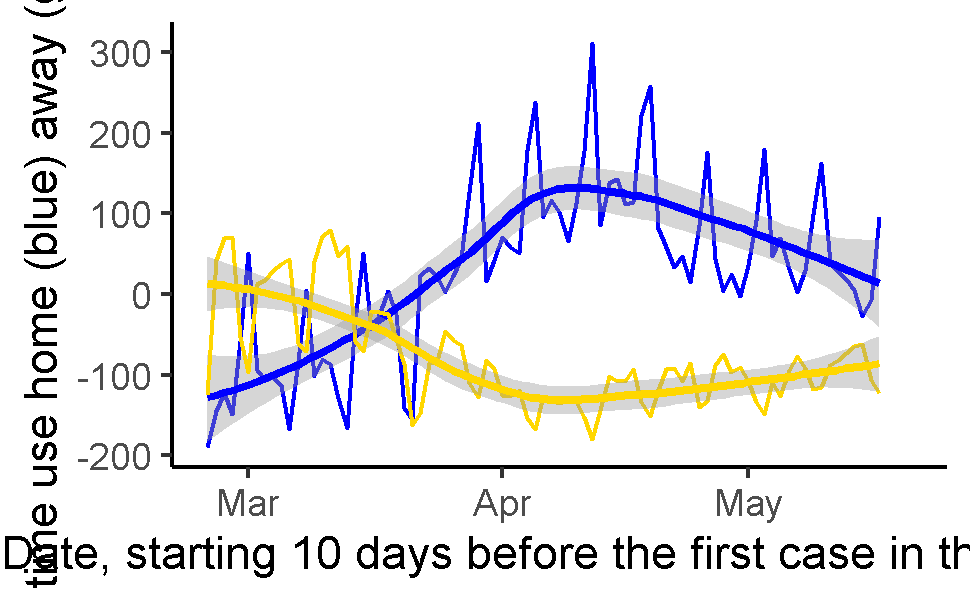 time use home (blue) away (
300
200
100
0
-100
-200
Mar Apr May
Date, starting 10 days before the first case in th